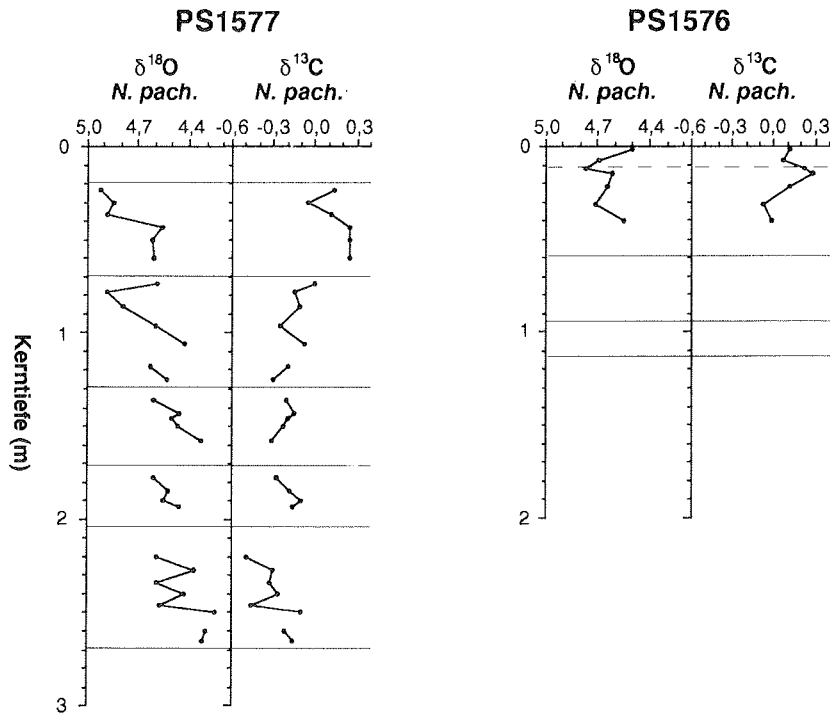 PS1577
δ18O δ13C
N. pach. N. pach.
5,0 4,7 4,4 -0,6 -0,3 0,0 0,3
0
1
2
3
Kerntiefe (m)
PS1576
δ18O δ13C
N. pach. N. pach.
5,0 4,7 4,4 -0,6 -0,3 0,0 0,3
0
1
2